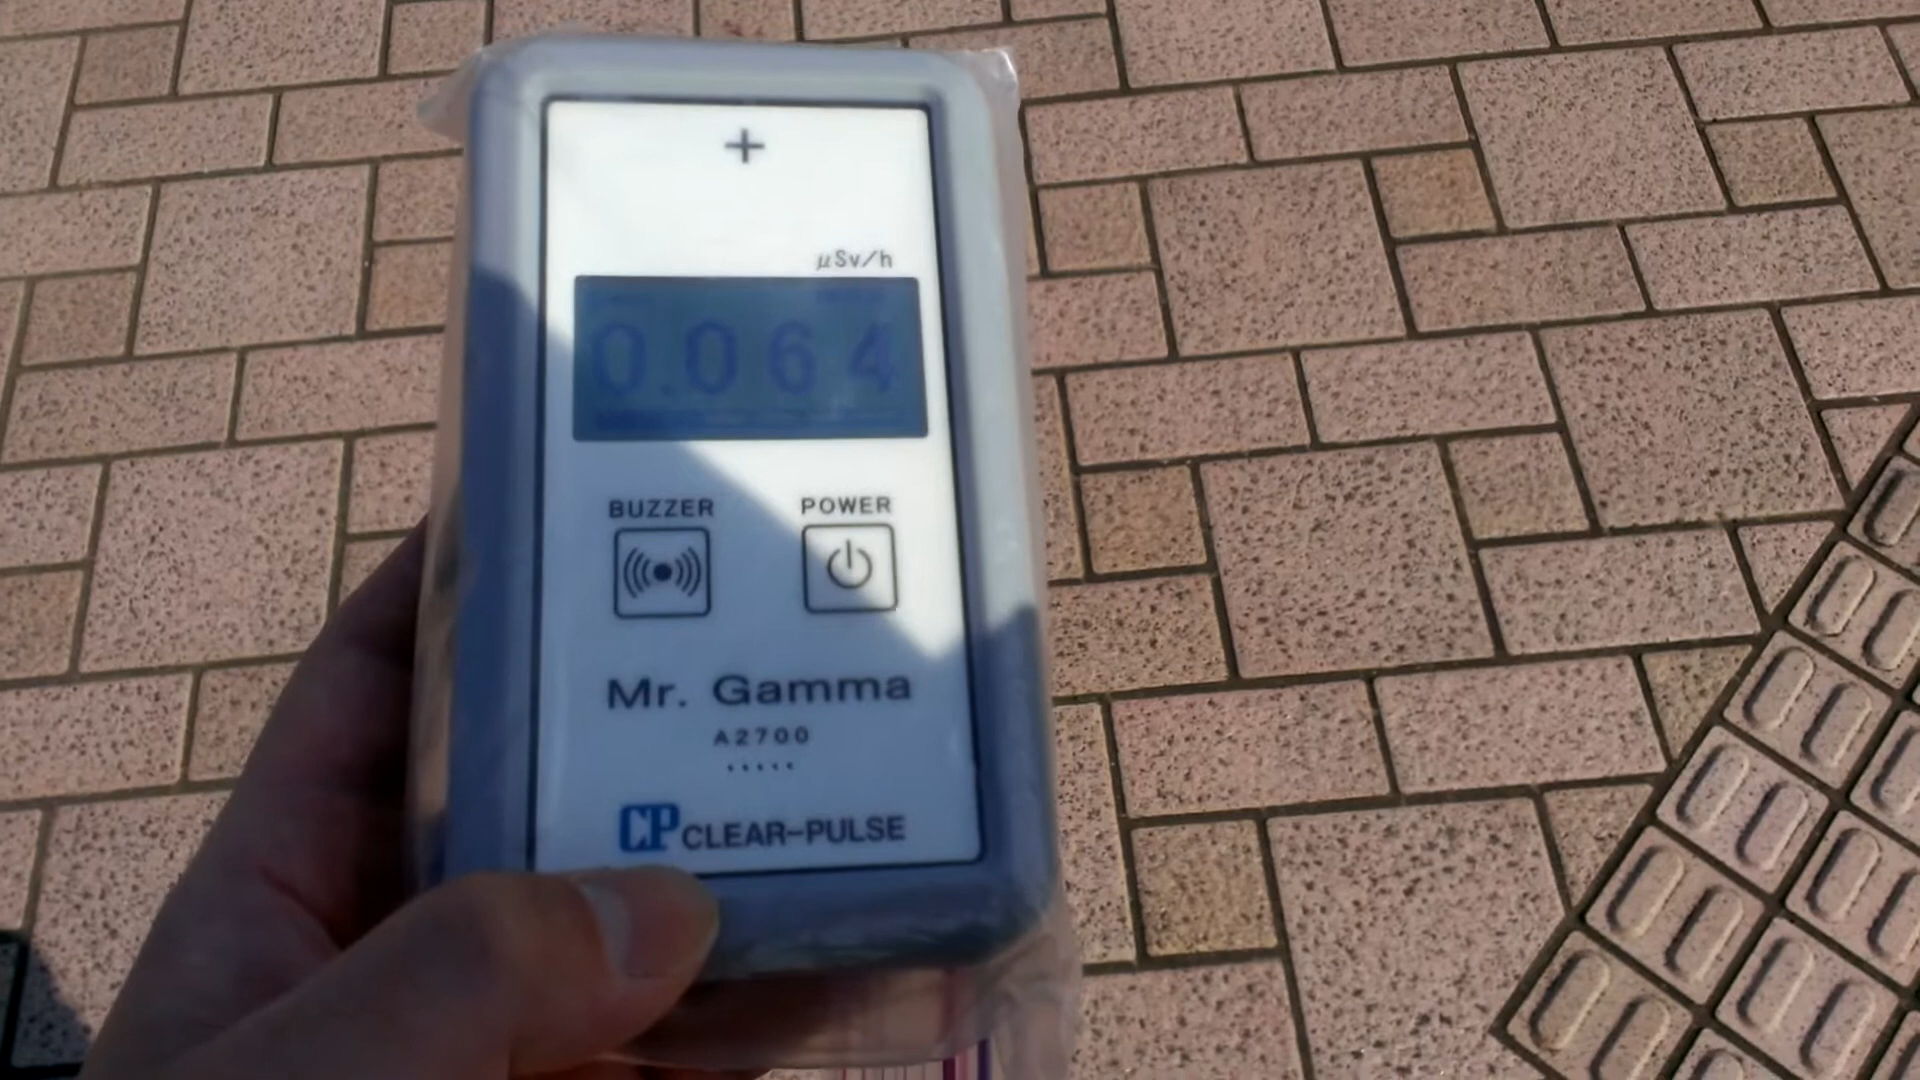 +
μSv/h
0.064
BUZZER POWER
Mr. Gamma
A2700
CP CLEAR-PULSE